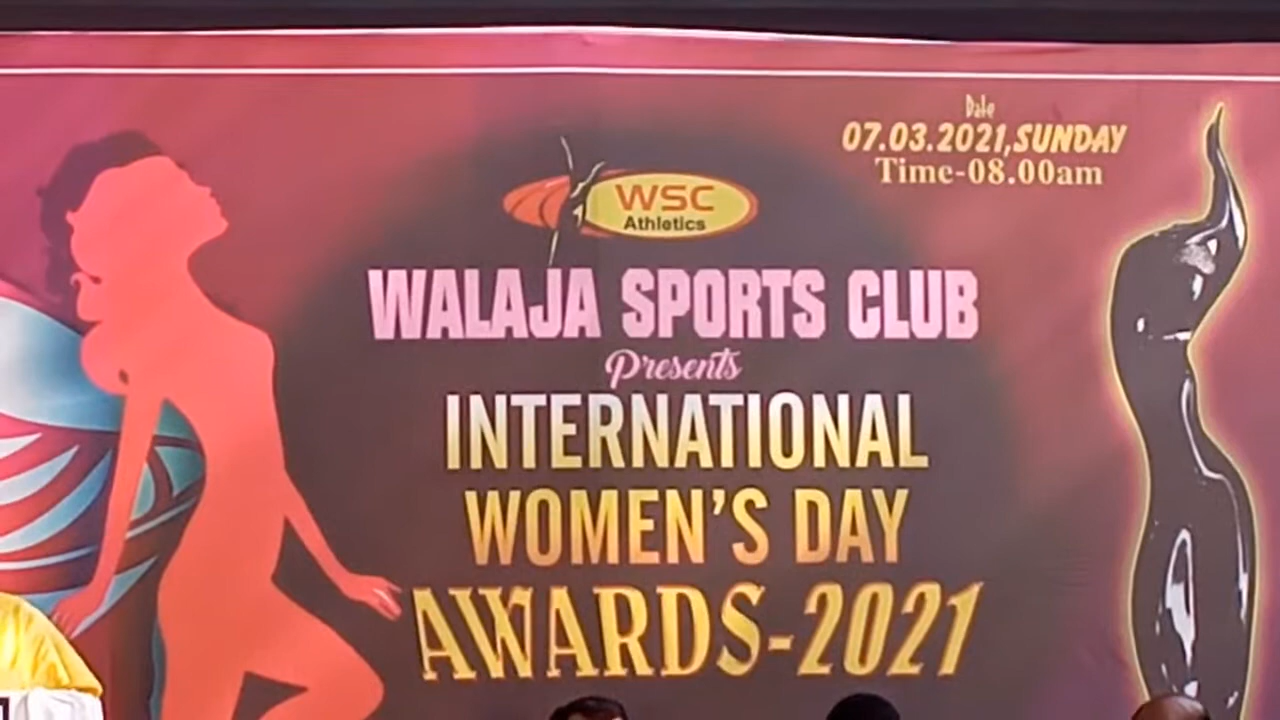 Date
07.03.2021,SUNDAY
Time-08.00am
WSC
Athletics
WALAJA SPORTS CLUB
Presents
INTERNATIONAL
WOMEN'S DAY
AWARDS-2021